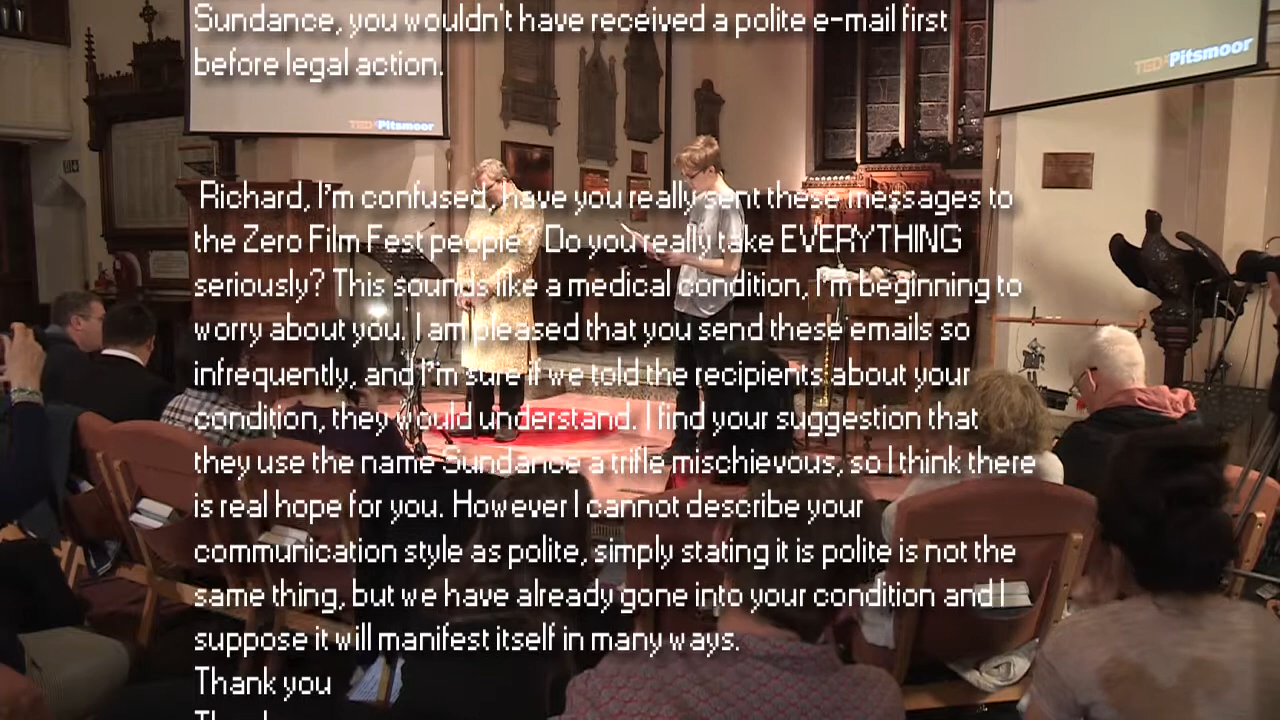 Sundance, you wouldn't have received a polite e-mail first
before legal action.
TEDxPitsmoor
TEDxPitsmoor
Richard, I'm confused, have you really sent these messages to
the Zero Film Fest people? Do you really take EVERYTHING
seriously? This sounds like a medical condition, I'm beginning to
worry about you. I am pleased that you send these emails so
infrequently, and I'm sure if we told the recipients about your
condition, they would understand. I find your suggestion that
they use the name Sundance a trifle mischievous, so I think there
is real hope for you. However I cannot describe your
communication style as polite, simply stating it is polite is not the
same thing, but we have already gone into your condition and I
suppose it will manifest itself in many ways.
Thank you